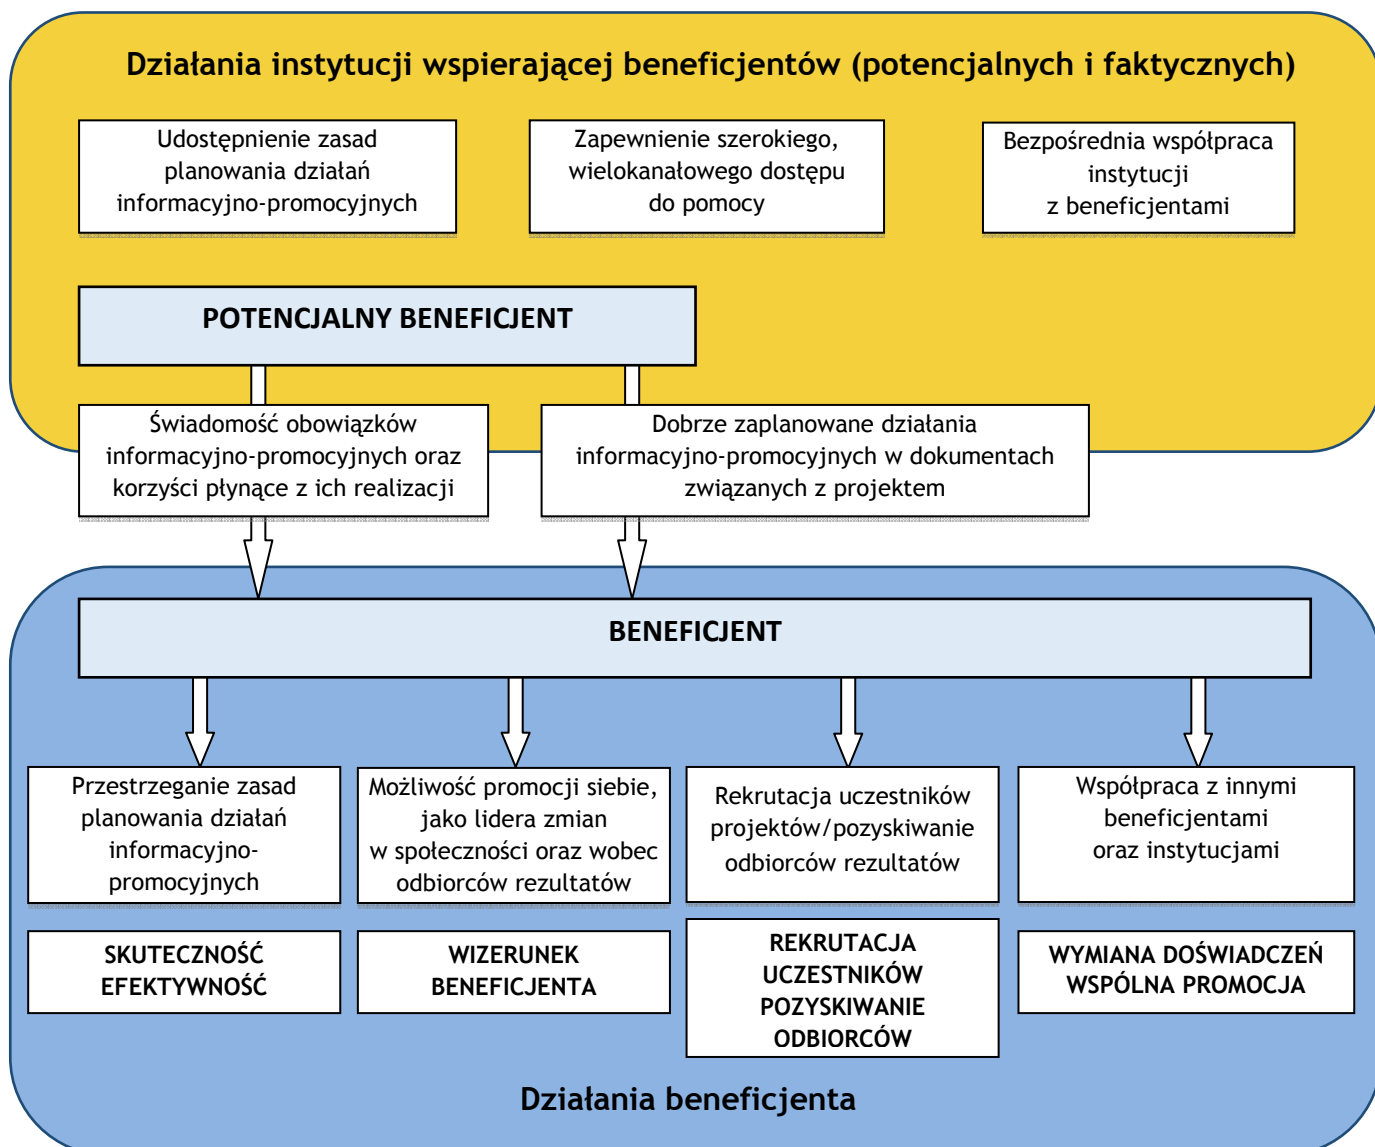 Działania instytucji wspierającej beneficjentów (potencjalnych i faktycznych)
Udostępnienie zasad
planowania działań
informacyjno-promocyjnych
Zapewnienie szerokiego,
wielokanałowego dostępu
do pomocy
Bezpośrednia współpraca
instytucji
z beneficjentami
POTENCJALNY BENEFICJENT
Świadomość obowiązków
informacyjno-promocyjnych oraz
korzyści płynące z ich realizacji
Dobrze zaplanowane działania
informacyjno-promocyjnych w dokumentach
związanych z projektem
BENEFICJENT
Przestrzeganie zasad
planowania działań
informacyjno-
promocyjnych
Możliwość promocji siebie,
jako lidera zmian
w społeczności oraz wobec
odbiorców rezultatów
Rekrutacja uczestników
projektów/pozyskiwanie
odbiorców rezultatów
Współpraca z innymi
beneficjentami
oraz instytucjami
SKUTECZNOŚĆ
EFEKTYWNOŚĆ
WIZERUNEK
BENEFICJENTA
REKRUTACJA
UCZESTNIKÓW
POZYSKIWANIE
ODBIORCÓW
WYMIANA DOŚWIADCZEŃ
WSPÓLNA PROMOCJA
Działania beneficjenta